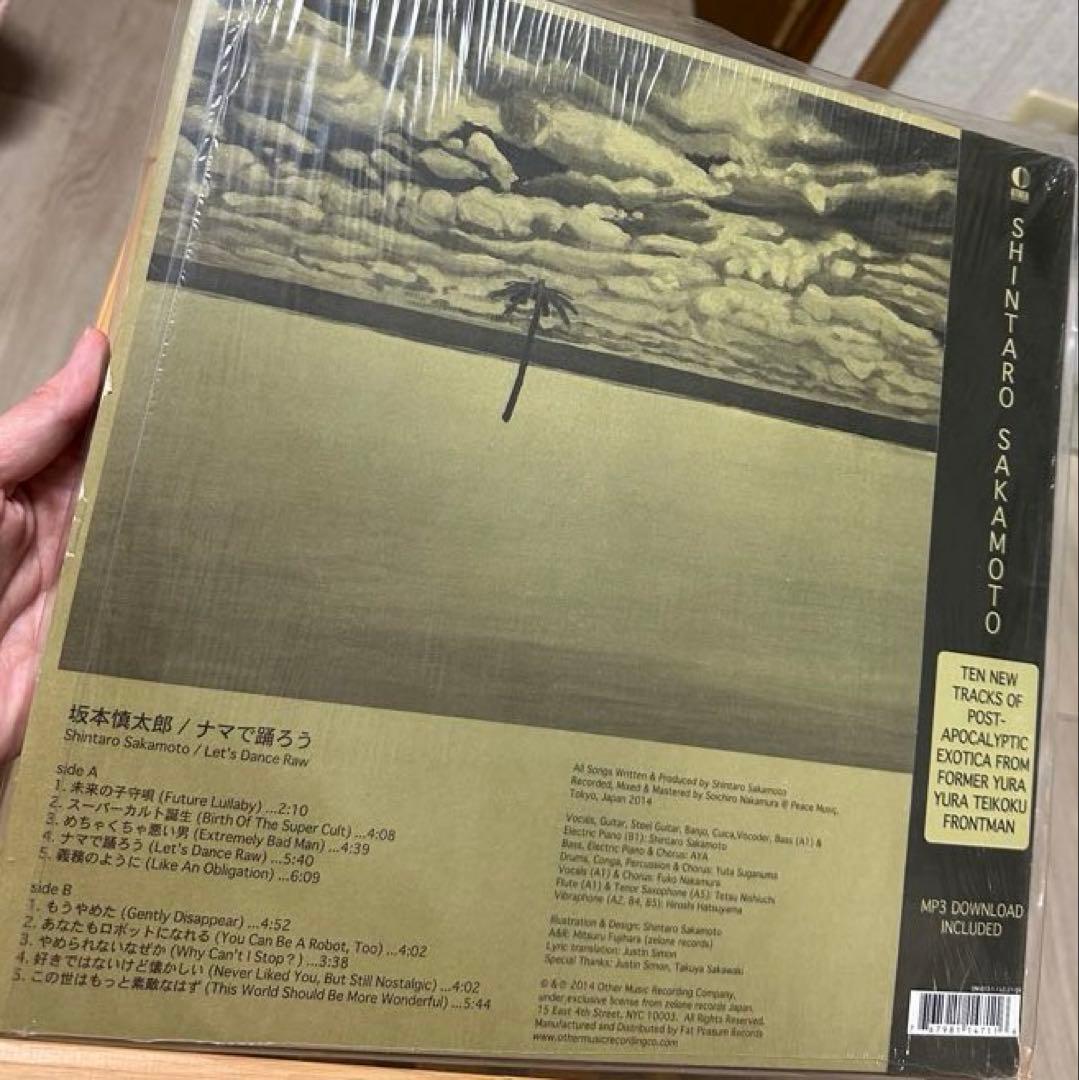 SHINTARO SAKAMOTO
TEN NEW
TRACKS OF
POST-
APOCALYPTIC
EXOTICA FROM
FORMER YURA
YURA TEIKOKU
FRONTMAN
MP3 DOWNLOAD
INCLUDED
坂本慎太郎 / ナマで踊ろう
Shintaro Sakamoto / Let's Dance Raw
side A
1. 未来の子守唄 (Future Lullaby) ...2:10
2. スーパーカルト誕生 (Birth Of The Super Cult) ...4:08
3. めちゃくちゃ悪い男 (Extremely Bad Man) ...4:39
4. ナマで踊ろう (Let's Dance Raw) ...5:40
5. 義務のように (Like An Obligation) ...6:09
side B
1. もうやめた (Gently Disappear) ...4:52
2. あなたもロボットになれる (You Can Be A Robot, Too) ...4:02
3. やめられないなぜか (Why Can't I Stop?) ...3:38
4. 好きではないけど懐かしい (Never Liked You, But Still Nostalgic) ...4:02
5. この世はもっと素敵なはず (This World Should Be More Wonderful) ...5:44
All Songs Written & Produced by Shintaro Sakamoto
Recorded, Mixed & Mastered by Soichiro Nakamura @ Peace Music,
Tokyo, Japan 2014
Vocals, Guitar, Steel Guitar, Banjo, Cuica,Vocoder, Bass (A1) &
Electric Piano (B1): Shintaro Sakamoto
Bass, Electric Piano & Chorus: AYA
Drums, Conga, Percussion & Chorus: Yuta Suganuma
Vocals (A1) & Chorus: Fuko Nakamura
Flute (A1) & Tenor Saxophone (A5): Tetsu Nishiuchi
Vibraphone (A2, B4, B5): Hiroshi Hatsuyama
Illustration & Design: Shintaro Sakamoto
A&R: Mitsuru Fujihara (zelone records)
Lyric translation: Justin Simon
Special Thanks: Justin Simon, Takuya Sakawaki
© & ℗ 2014 Other Music Recording Company,
under exclusive license from zelone records Japan.
15 East 4th Street, NYC 10003. All Rights Reserved.
Manufactured and Distributed by Fat Possum Records
www.othermusicrecordingco.com